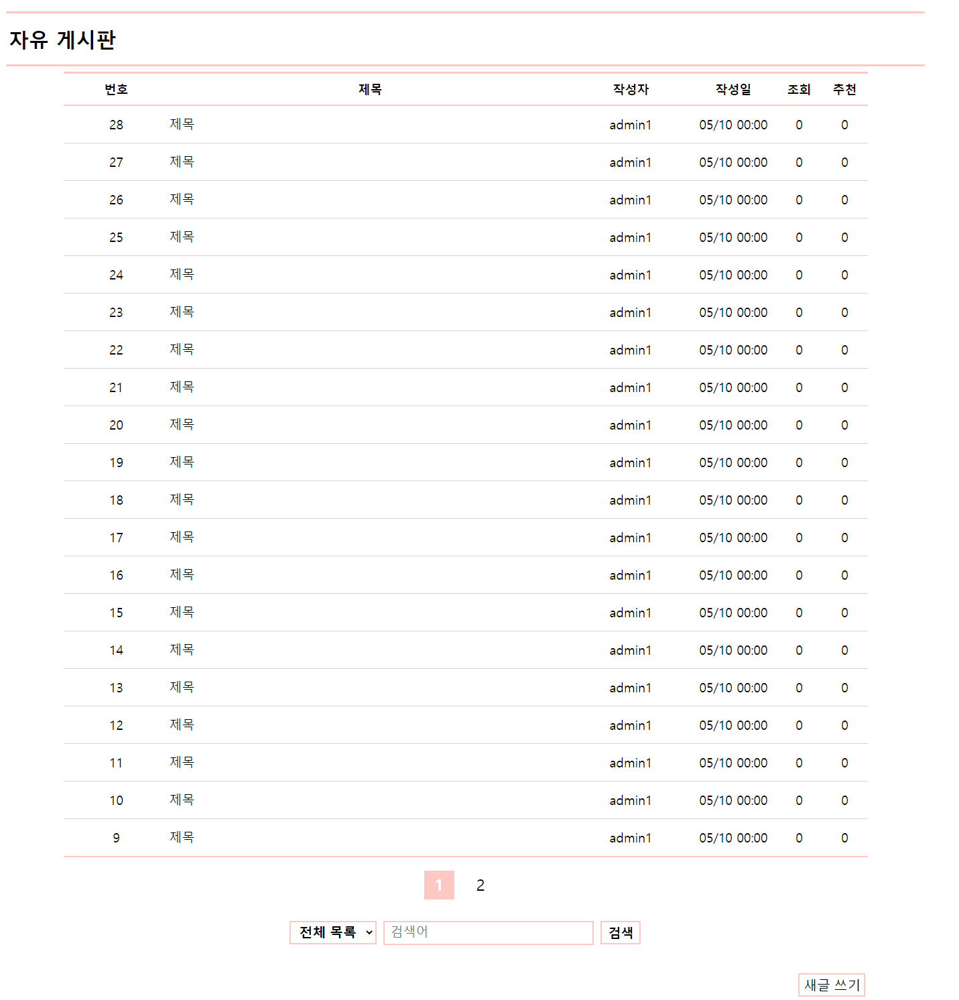 자유 게시판
번호 제목 작성자 작성일 조회 추천
28 제목 admin1 05/10 00:00 0 0
27 제목 admin1 05/10 00:00 0 0
26 제목 admin1 05/10 00:00 0 0
25 제목 admin1 05/10 00:00 0 0
24 제목 admin1 05/10 00:00 0 0
23 제목 admin1 05/10 00:00 0 0
22 제목 admin1 05/10 00:00 0 0
21 제목 admin1 05/10 00:00 0 0
20 제목 admin1 05/10 00:00 0 0
19 제목 admin1 05/10 00:00 0 0
18 제목 admin1 05/10 00:00 0 0
17 제목 admin1 05/10 00:00 0 0
16 제목 admin1 05/10 00:00 0 0
15 제목 admin1 05/10 00:00 0 0
14 제목 admin1 05/10 00:00 0 0
13 제목 admin1 05/10 00:00 0 0
12 제목 admin1 05/10 00:00 0 0
11 제목 admin1 05/10 00:00 0 0
10 제목 admin1 05/10 00:00 0 0
9 제목 admin1 05/10 00:00 0 0
1 2
전체 목록 검색어 검색
새글 쓰기